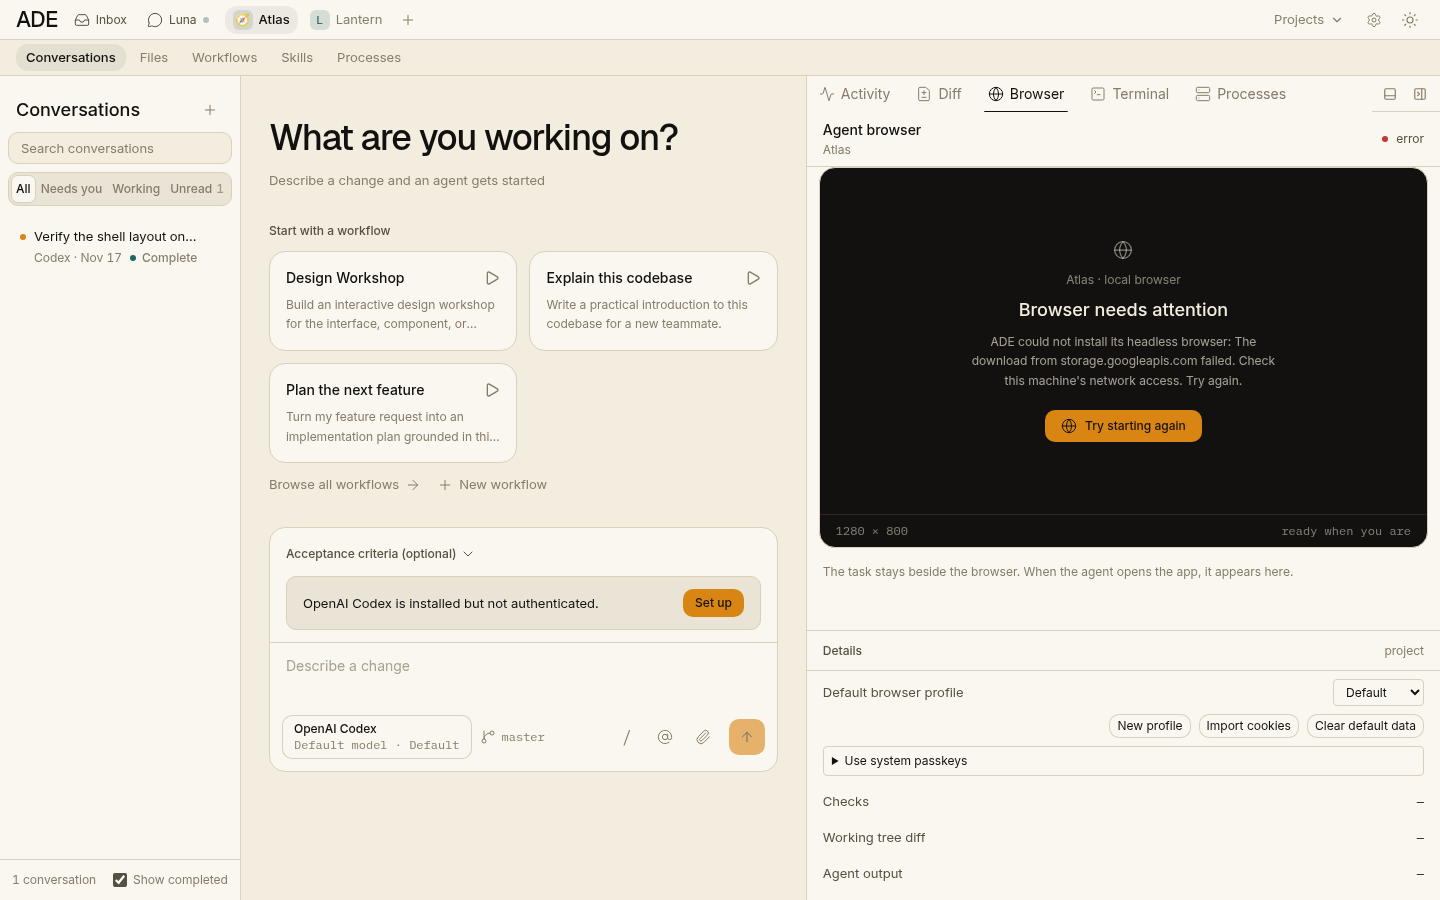 ADE
Inbox
Luna
Atlas
L
Lantern
Projects
Conversations
Files
Workflows
Skills
Processes
Conversations
Search conversations
All
Needs you
Working
Unread 1
Verify the shell layout on...
Codex · Nov 17
Complete
1 conversation
Show completed
What are you working on?
Describe a change and an agent gets started
Start with a workflow
Design Workshop
Build an interactive design workshop
for the interface, component, or...
Explain this codebase
Write a practical introduction to this
codebase for a new teammate.
Plan the next feature
Turn my feature request into an
implementation plan grounded in thi...
Browse all workflows
New workflow
Acceptance criteria (optional)
OpenAI Codex is installed but not authenticated.
Set up
Describe a change
OpenAI Codex
Default model · Default
master
/
@
Activity
Diff
Browser
Terminal
Processes
Agent browser
Atlas
error
Atlas · local browser
Browser needs attention
ADE could not install its headless browser: The
download from storage.googleapis.com failed. Check
this machine's network access. Try again.
Try starting again
1280 × 800
ready when you are
The task stays beside the browser. When the agent opens the app, it appears here.
Details
project
Default browser profile
Default
New profile
Import cookies
Clear default data
Use system passkeys
Checks
–
Working tree diff
–
Agent output
–